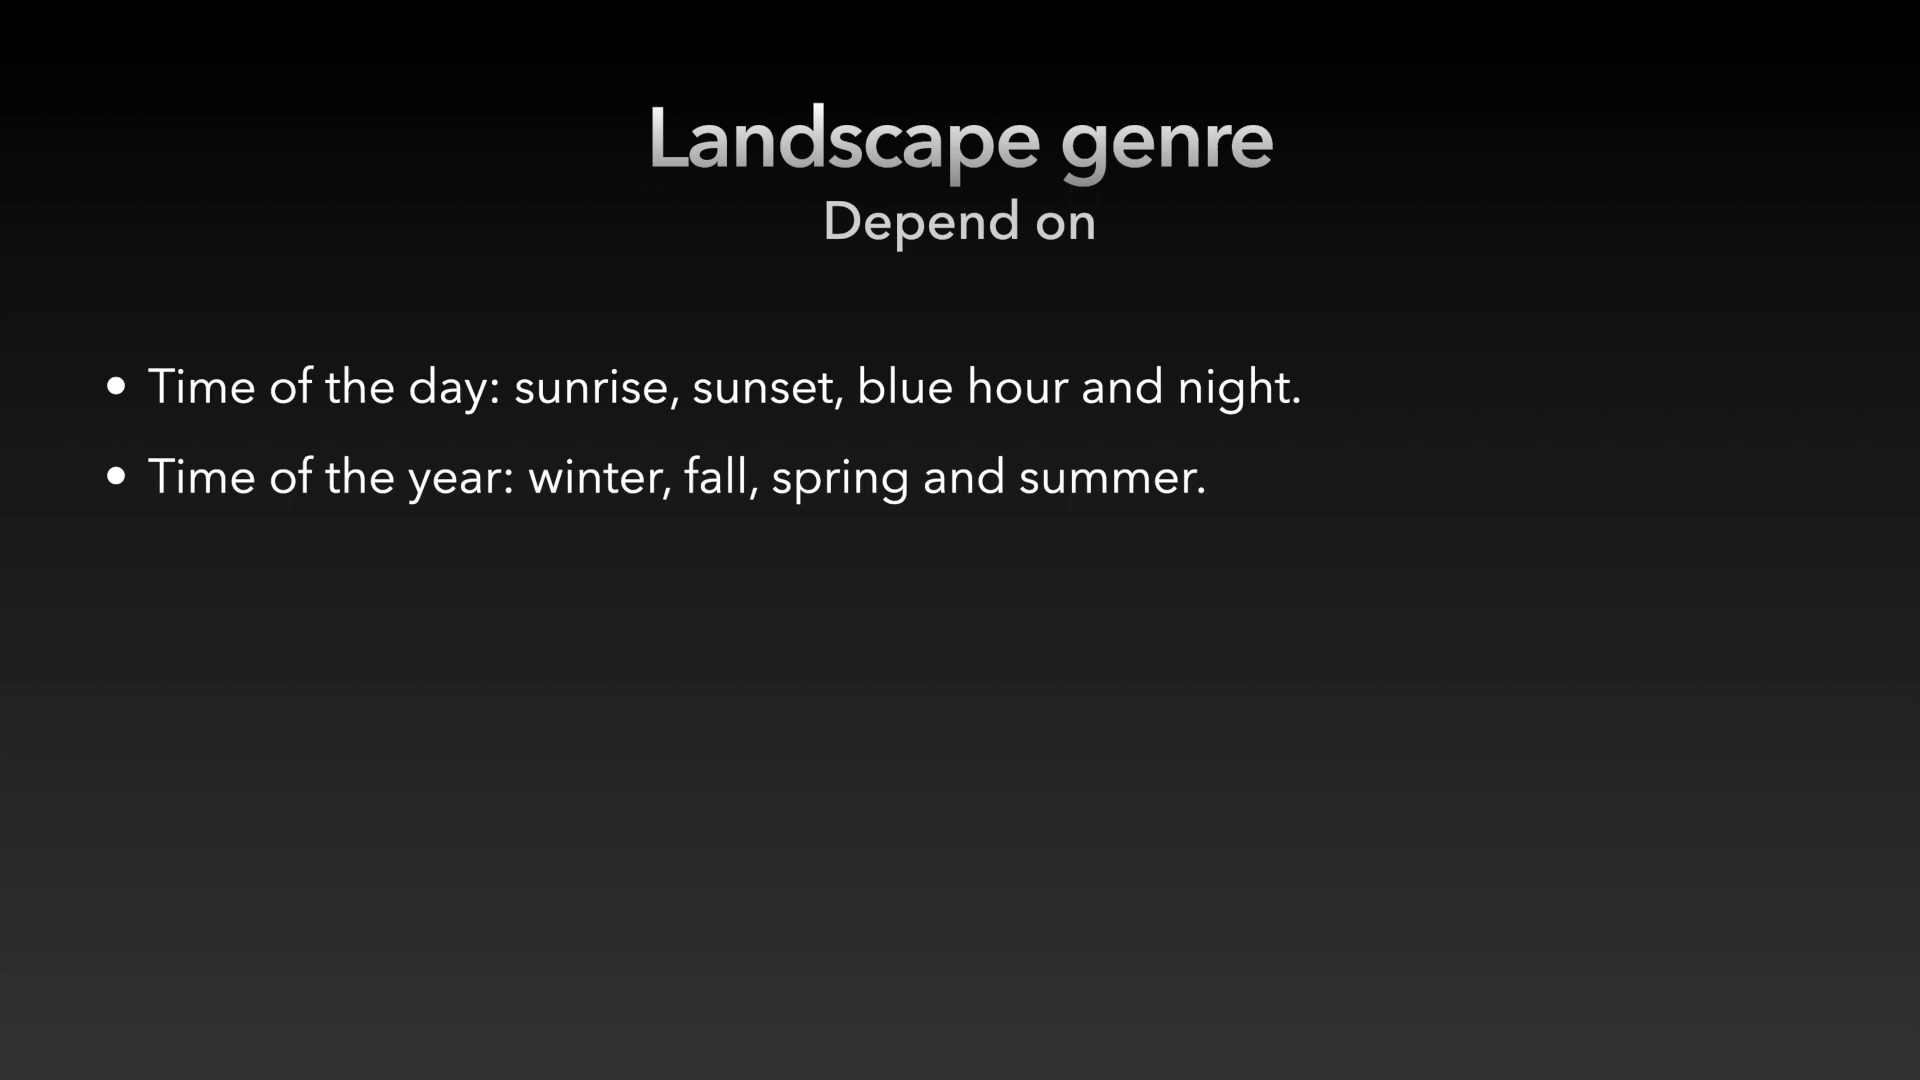 Landscape genre
Depend on
• Time of the day: sunrise, sunset, blue hour and night.
• Time of the year: winter, fall, spring and summer.